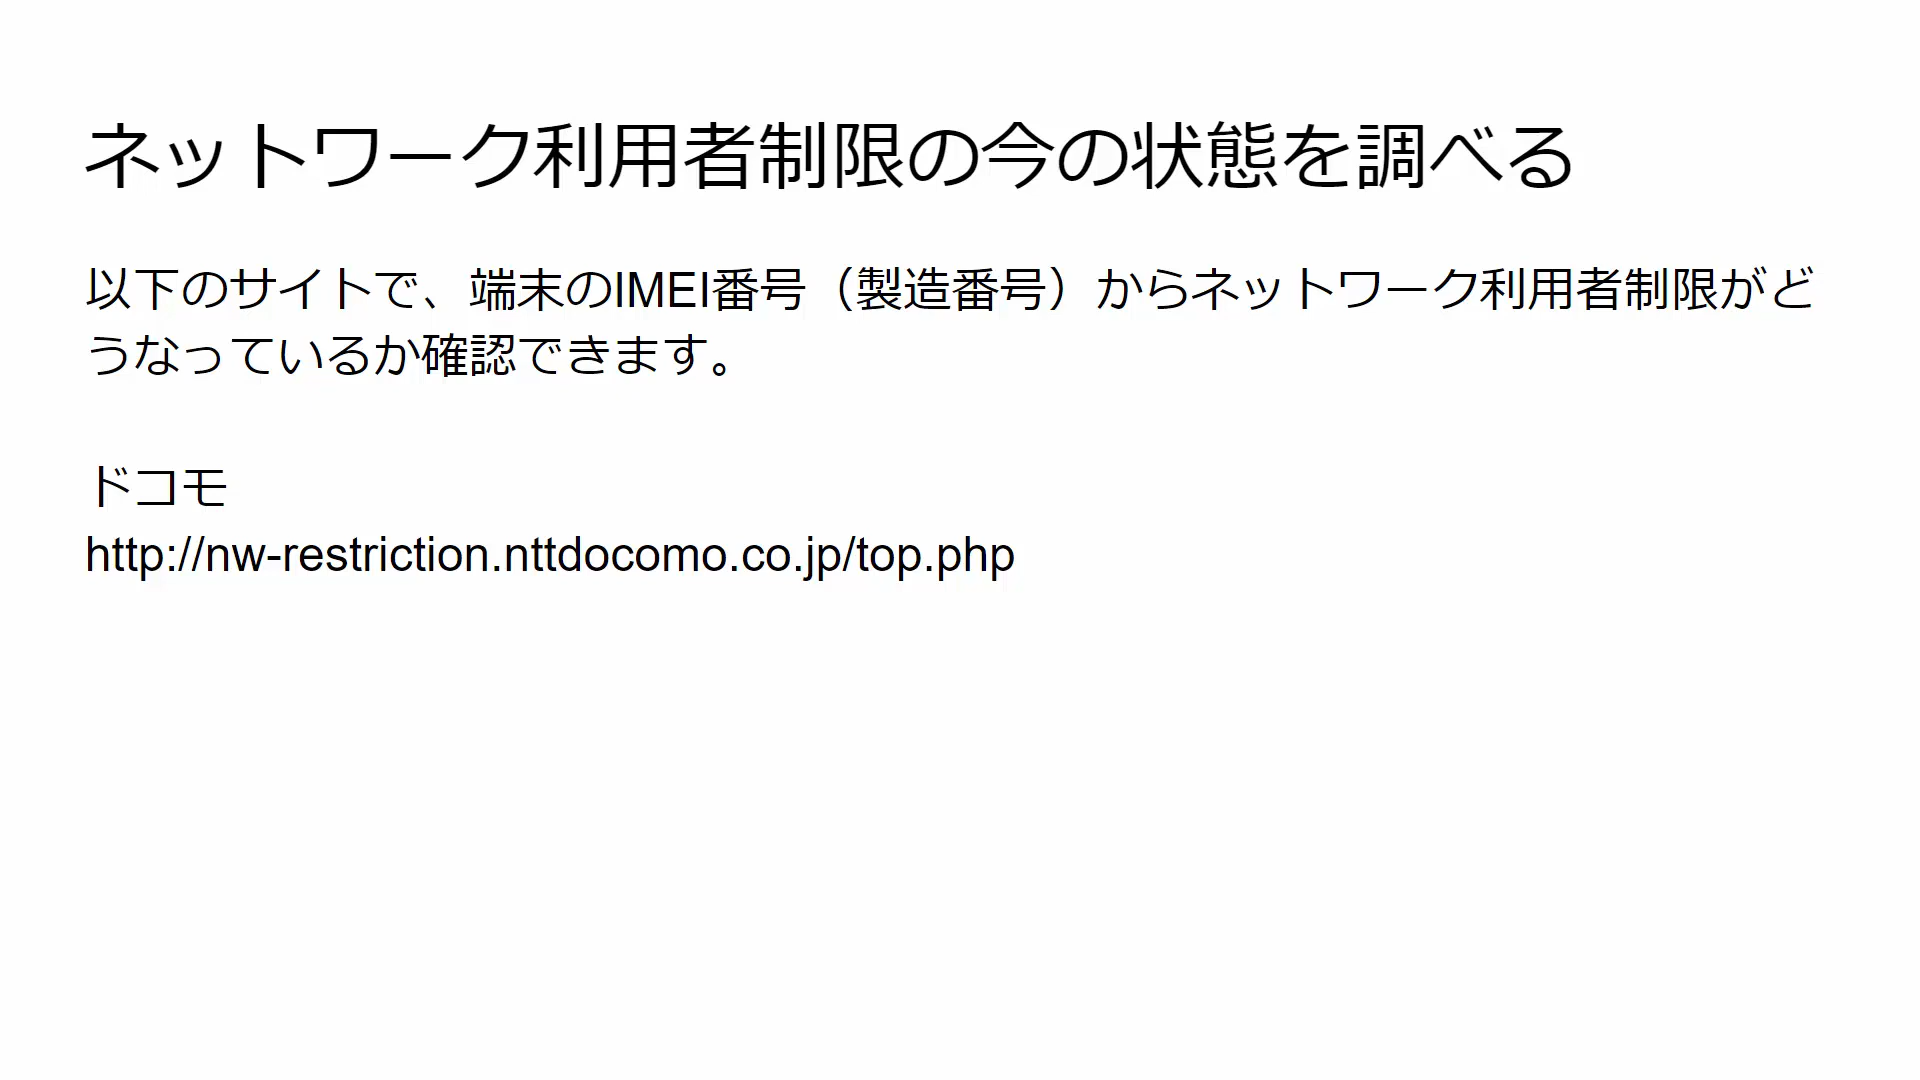 ネットワーク利用者制限の今の状態を調べる
以下のサイトで、端末のIMEI番号（製造番号）からネットワーク利用者制限がど
うなっているか確認できます。
ドコモ
http://nw-restriction.nttdocomo.co.jp/top.php